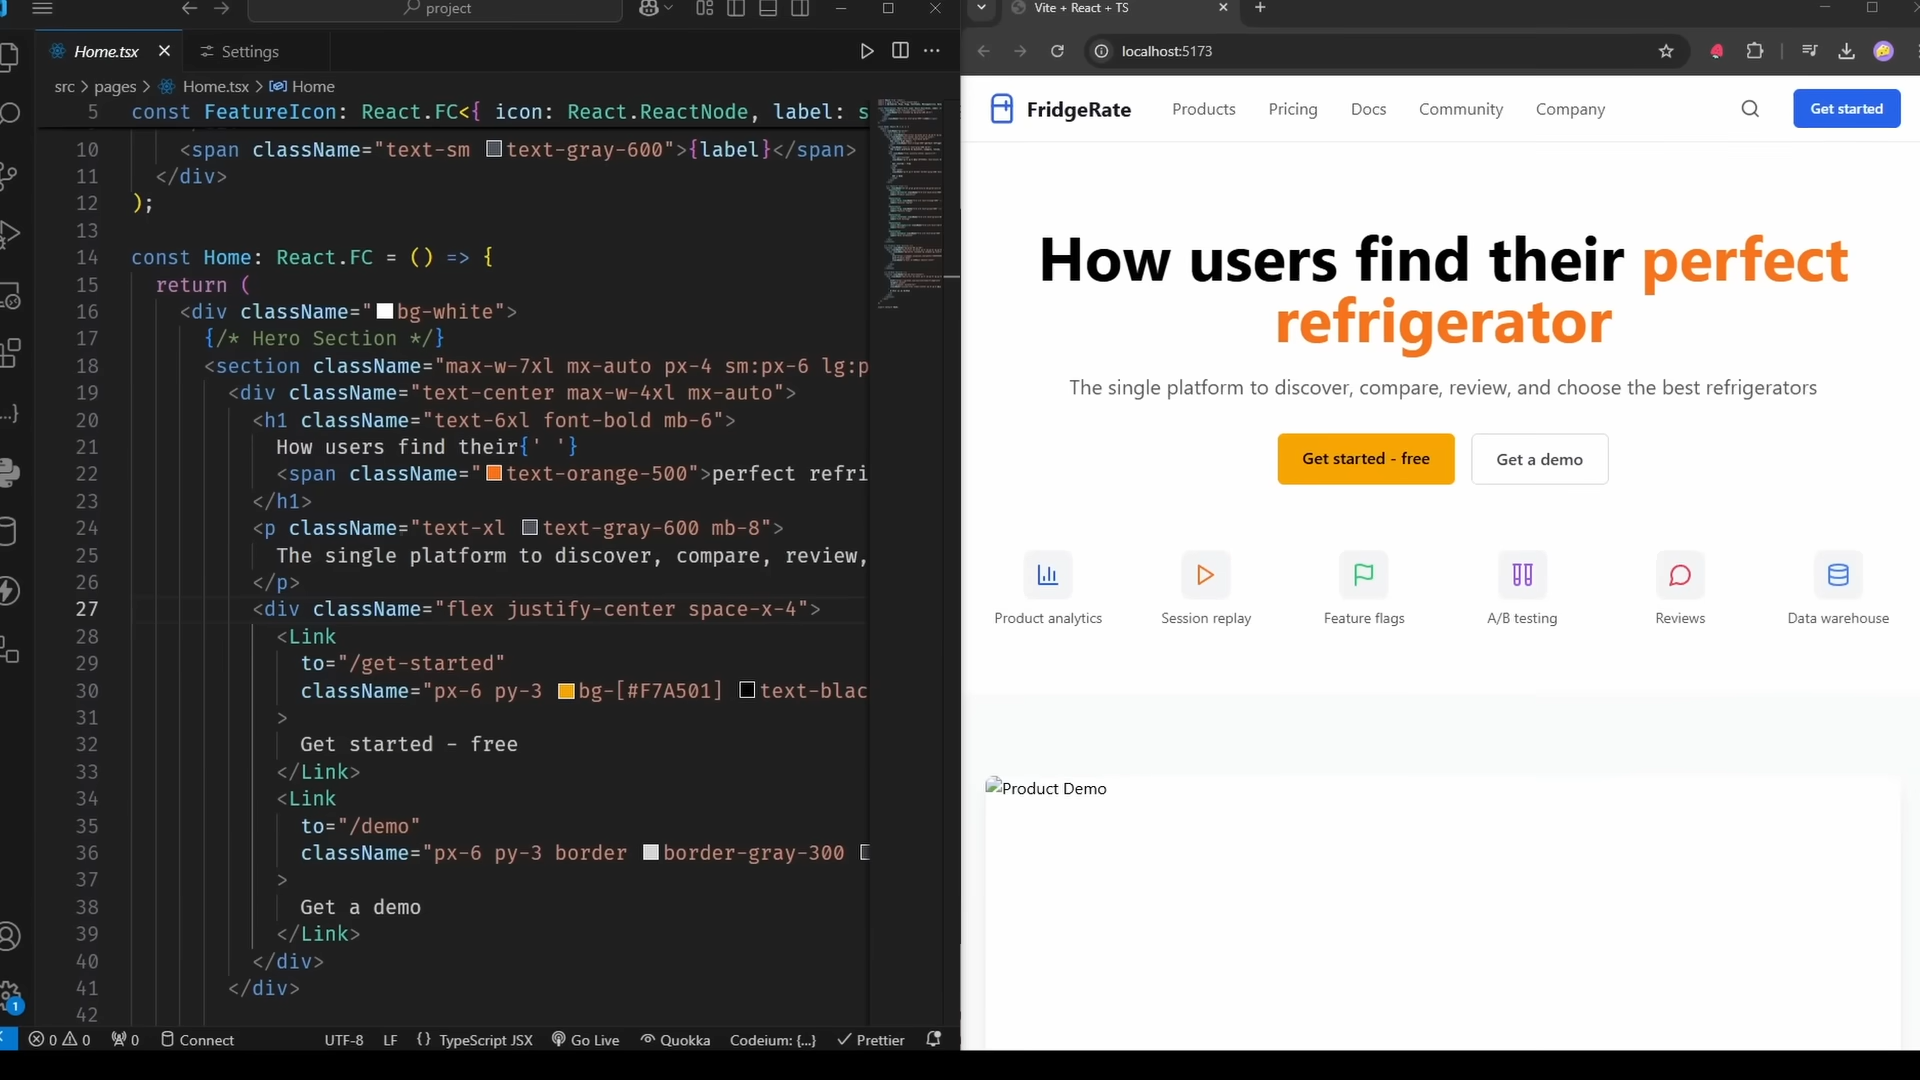 project
Home.tsx
Settings
src > pages > Home.tsx > Home
5 const FeatureIcon: React.FC<{ icon: React.ReactNode, label: s
10 <span className="text-sm text-gray-600">{label}</span>
11 </div>
12 );
13
14 const Home: React.FC = () => {
15 return (
16 <div className="bg-white">
17 {/* Hero Section */}
18 <section className="max-w-7xl mx-auto px-4 sm:px-6 lg:p
19 <div className="text-center max-w-4xl mx-auto">
20 <h1 className="text-6xl font-bold mb-6">
21 How users find their{' '}
22 <span className="text-orange-500">perfect refri
23 </h1>
24 <p className="text-xl text-gray-600 mb-8">
25 The single platform to discover, compare, review,
26 </p>
27 <div className="flex justify-center space-x-4">
28 <Link
29 to="/get-started"
30 className="px-6 py-3 bg-[#F7A501] text-blac
31 >
32 Get started - free
33 </Link>
34 <Link
35 to="/demo"
36 className="px-6 py-3 border border-gray-300
37 >
38 Get a demo
39 </Link>
40 </div>
41 </div>
42
1
0 0 0 Connect UTF-8 LF {} TypeScript JSX Go Live Quokka Codeium: {...} Prettier
Vite + React + TS
localhost:5173
FridgeRate Products Pricing Docs Community Company Get started
How users find their perfect
refrigerator
The single platform to discover, compare, review, and choose the best refrigerators
Get started - free Get a demo
Product analytics Session replay Feature flags A/B testing Reviews Data warehouse
Product Demo